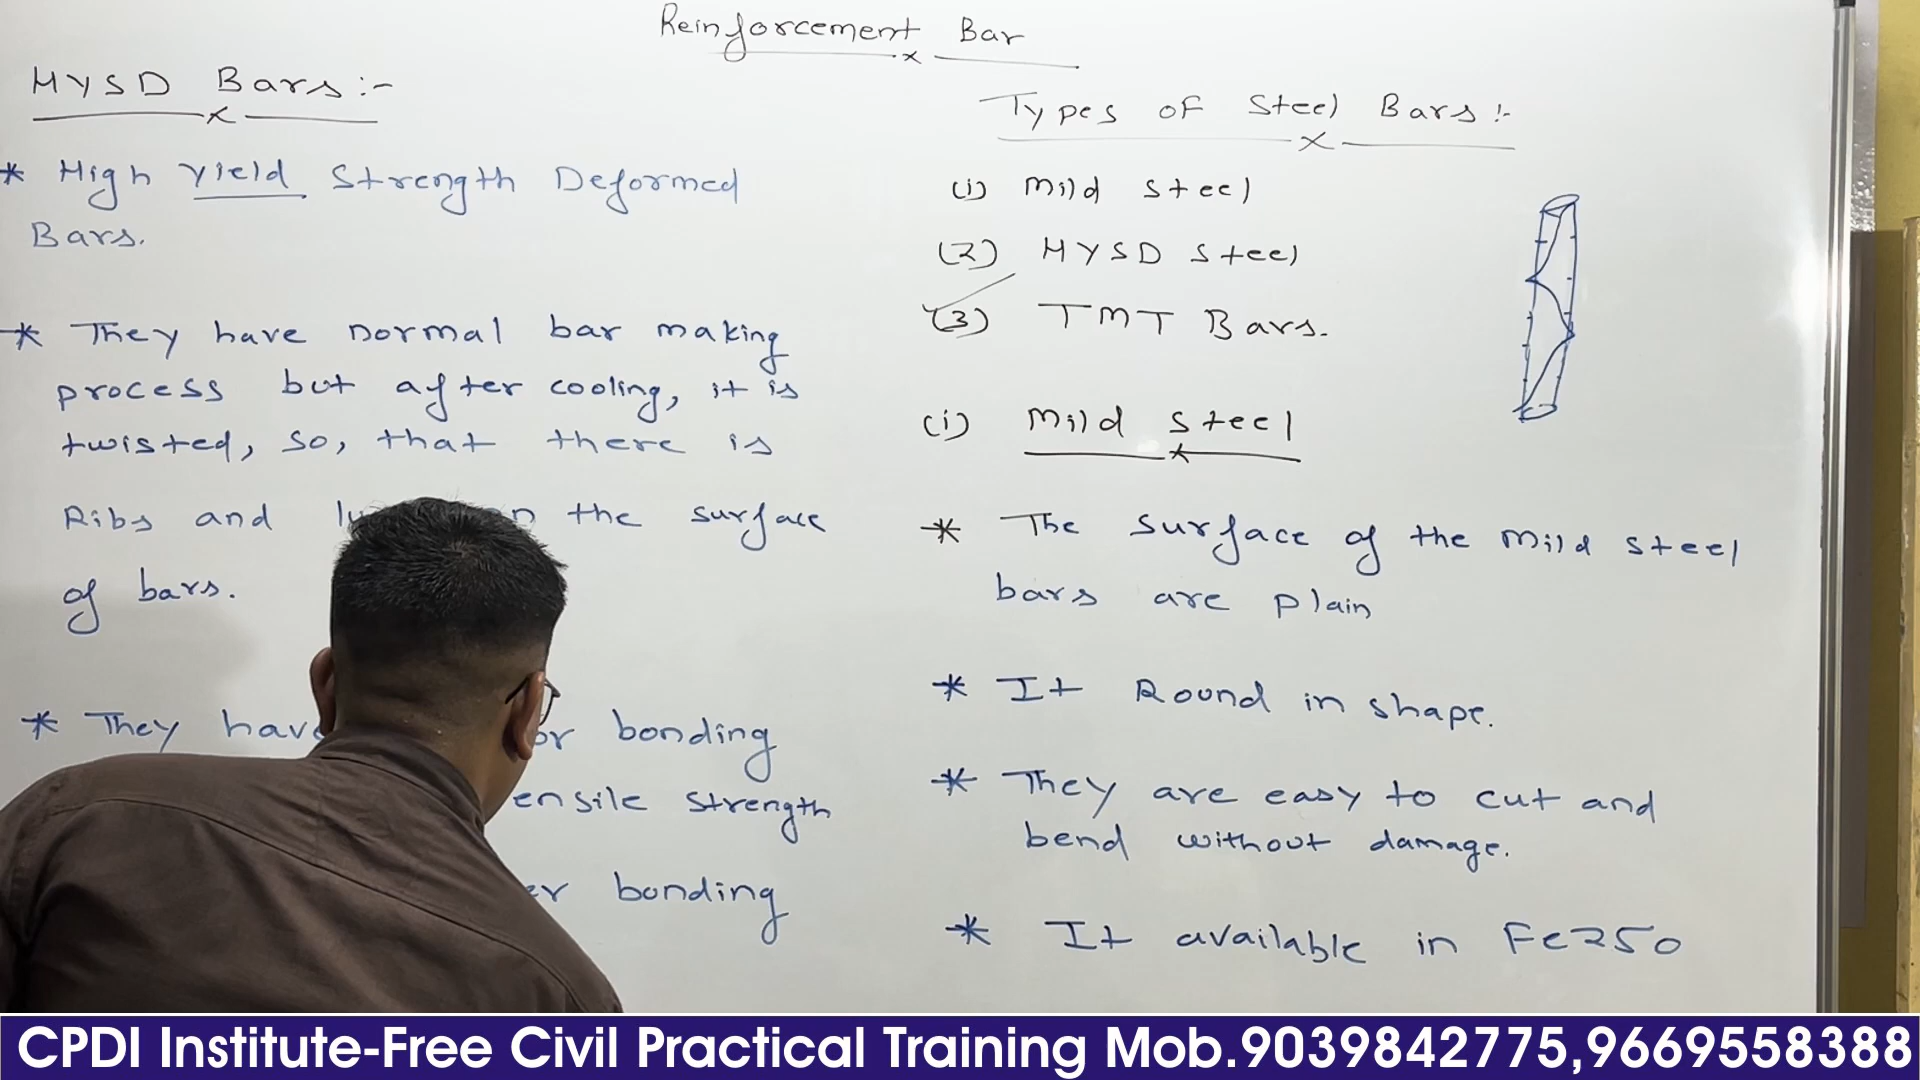 Reinforcement Bar
HYSD Bars:-
* High Yield Strength Deformed
Bars.
* They have normal bar making
process but after cooling, it is
twisted, so, that there is
Ribs and the surface
of bars.
* They have bonding
strength
bonding
Types of Steel Bars:-
(i) Mild steel
(2) HYSD steel
(3) TMT Bars.
(i) Mild steel
* The surface of the mild steel
bars are plain
* It Round in shape.
* They are easy to cut and
bend without damage.
* It available in Fe250
CPDI Institute-Free Civil Practical Training Mob.9039842775,9669558388